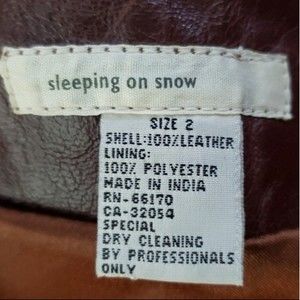 sleeping on snow
SIZE 2
SHELL:100%LEATHER
LINING:
100% POLYESTER
MADE IN INDIA
RN-66170
CA-32054
SPECIAL
DRY CLEANING
BY PROFESSIONALS
ONLY